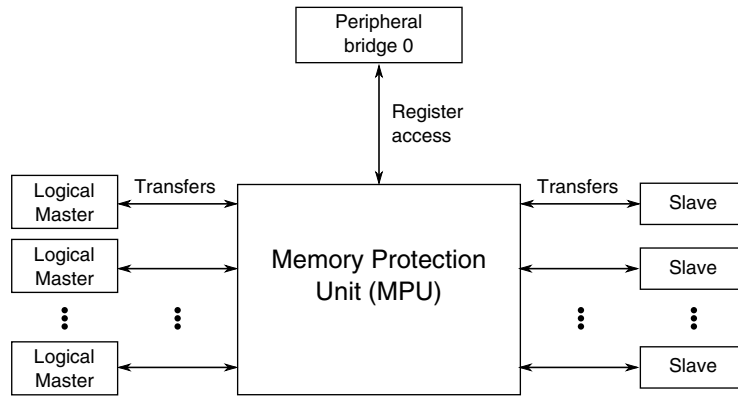 Peripheral
bridge 0
Register
access
Logical
Master
Transfers
Transfers
Slave
Logical
Master
Memory Protection
Unit (MPU)
Slave
Logical
Master
Slave